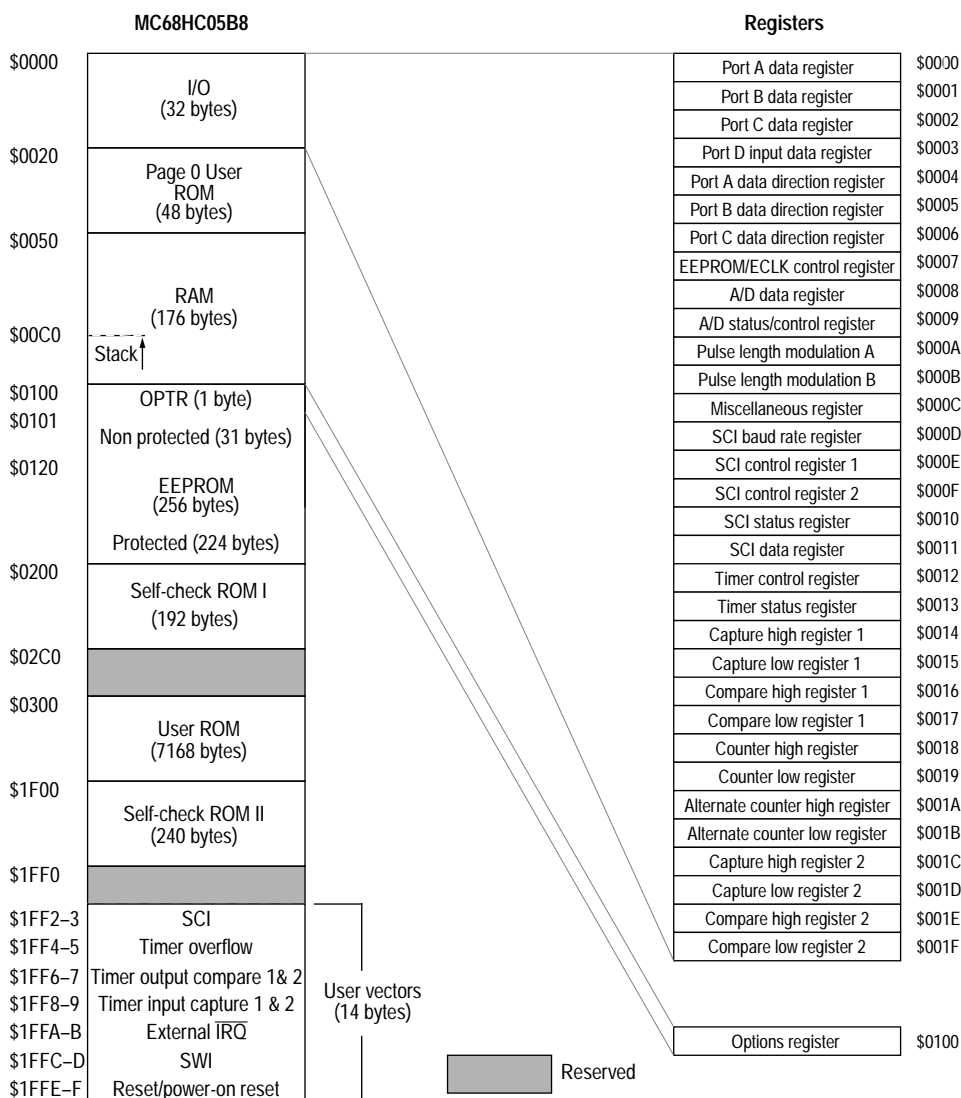 MC68HC05B8
$0000
I/O
(32 bytes)
$0020
Page 0 User
ROM
(48 bytes)
$0050
RAM
(176 bytes)
$00C0
Stack
$0100
OPTR (1 byte)
$0101
Non protected (31 bytes)
$0120
EEPROM
(256 bytes)
Protected (224 bytes)
$0200
Self-check ROM I
(192 bytes)
$02C0
$0300
User ROM
(7168 bytes)
$1F00
Self-check ROM II
(240 bytes)
$1FF0
$1FF2–3 SCI
$1FF4–5 Timer overflow
$1FF6–7 Timer output compare 1& 2
$1FF8–9 Timer input capture 1 & 2
$1FFA–B External IRQ
$1FFC–D SWI
$1FFE–F Reset/power-on reset
User vectors
(14 bytes)
Reserved
Registers
Port A data register $0000
Port B data register $0001
Port C data register $0002
Port D input data register $0003
Port A data direction register $0004
Port B data direction register $0005
Port C data direction register $0006
EEPROM/ECLK control register $0007
A/D data register $0008
A/D status/control register $0009
Pulse length modulation A $000A
Pulse length modulation B $000B
Miscellaneous register $000C
SCI baud rate register $000D
SCI control register 1 $000E
SCI control register 2 $000F
SCI status register $0010
SCI data register $0011
Timer control register $0012
Timer status register $0013
Capture high register 1 $0014
Capture low register 1 $0015
Compare high register 1 $0016
Compare low register 1 $0017
Counter high register $0018
Counter low register $0019
Alternate counter high register $001A
Alternate counter low register $001B
Capture high register 2 $001C
Capture low register 2 $001D
Compare high register 2 $001E
Compare low register 2 $001F
Options register $0100